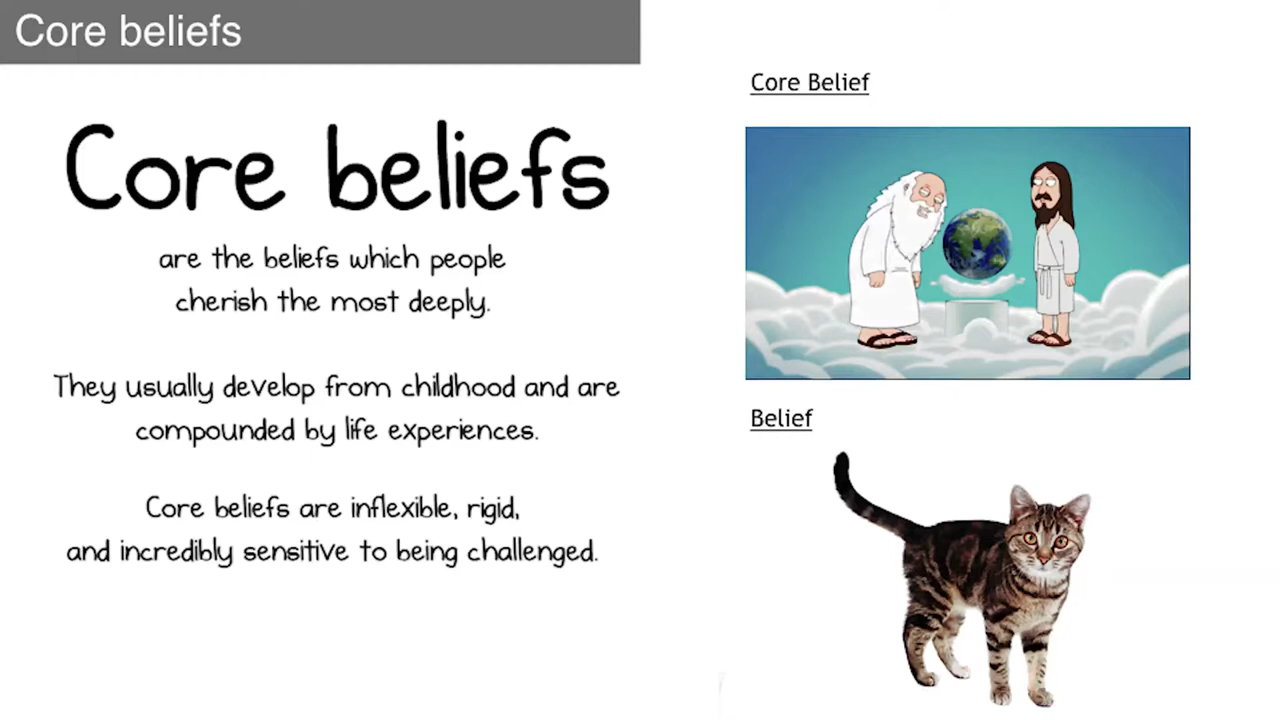 Core beliefs
Core beliefs
are the beliefs which people
cherish the most deeply.
They usually develop from childhood and are
compounded by life experiences.
Core beliefs are inflexible, rigid,
and incredibly sensitive to being challenged.
Core Belief
Belief